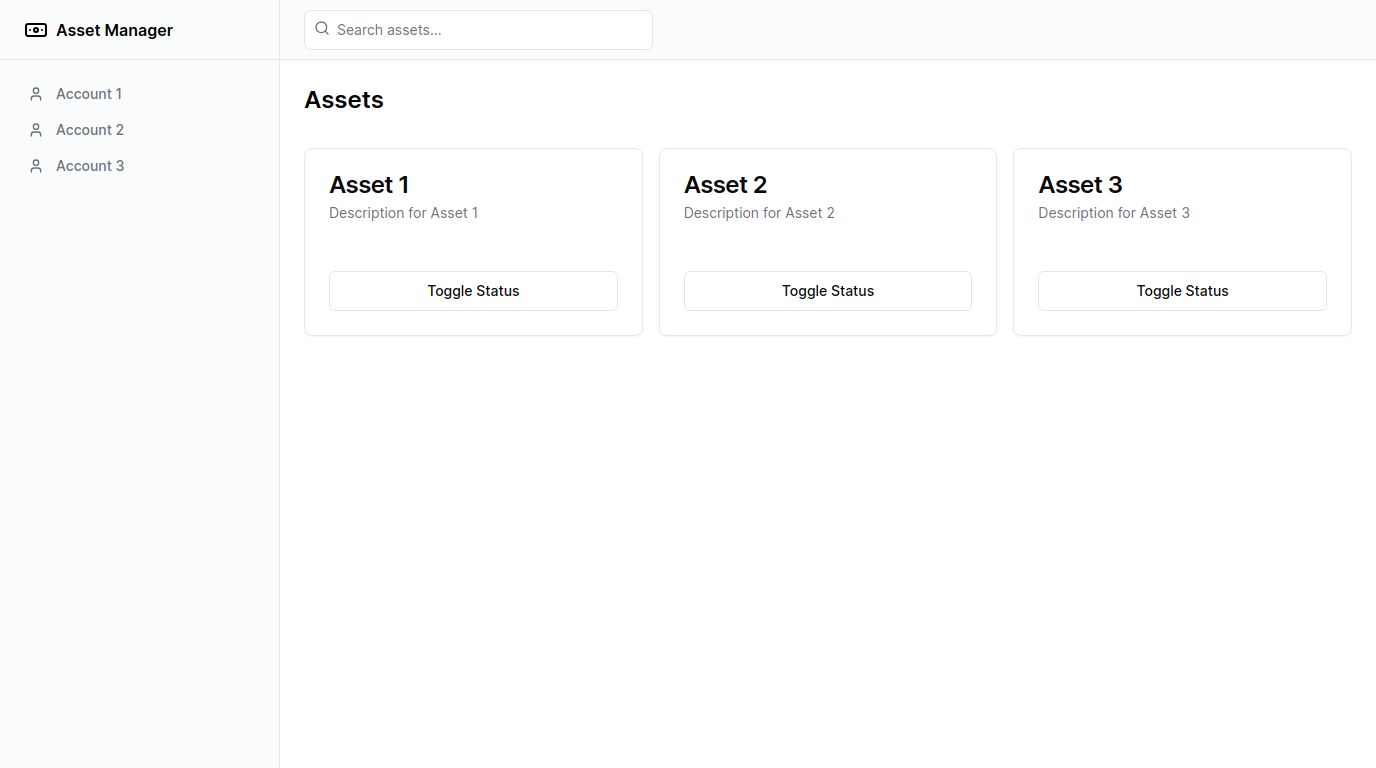 Asset Manager
Search assets...
Account 1
Account 2
Account 3
Assets
Asset 1
Description for Asset 1
Toggle Status
Asset 2
Description for Asset 2
Toggle Status
Asset 3
Description for Asset 3
Toggle Status